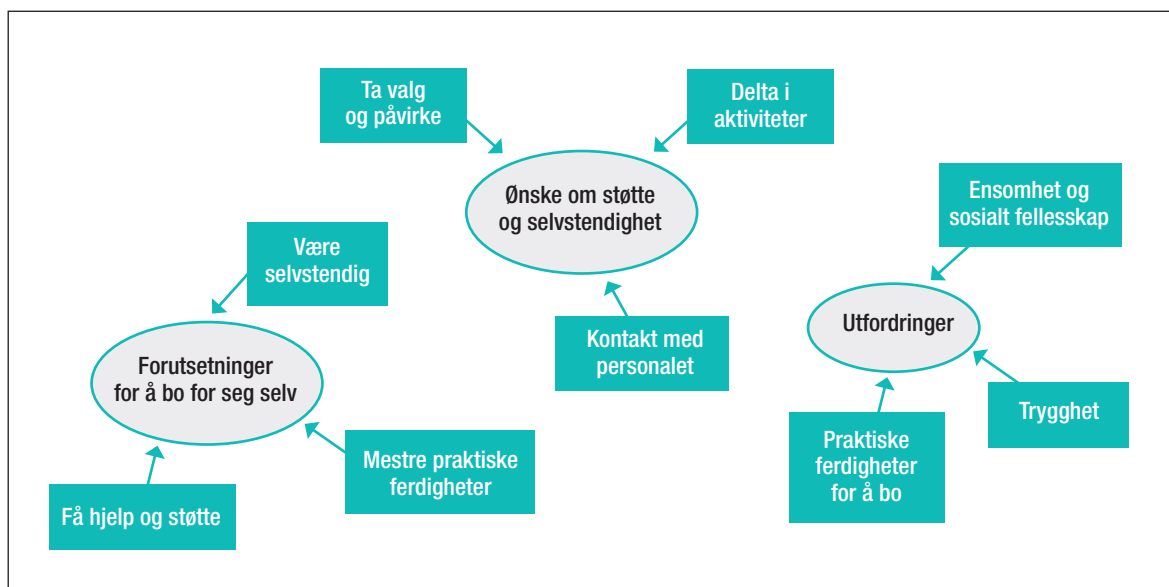 Ta valg
og påvirke
Delta i
aktiviteter
Ønske om støtte
og selvstendighet
Kontakt med
personalet
Være
selvstendig
Forutsetninger
for å bo for seg selv
Få hjelp og støtte
Mestre praktiske
ferdigheter
Ensomhet og
sosialt fellesskap
Utfordringer
Praktiske
ferdigheter
for å bo
Trygghet